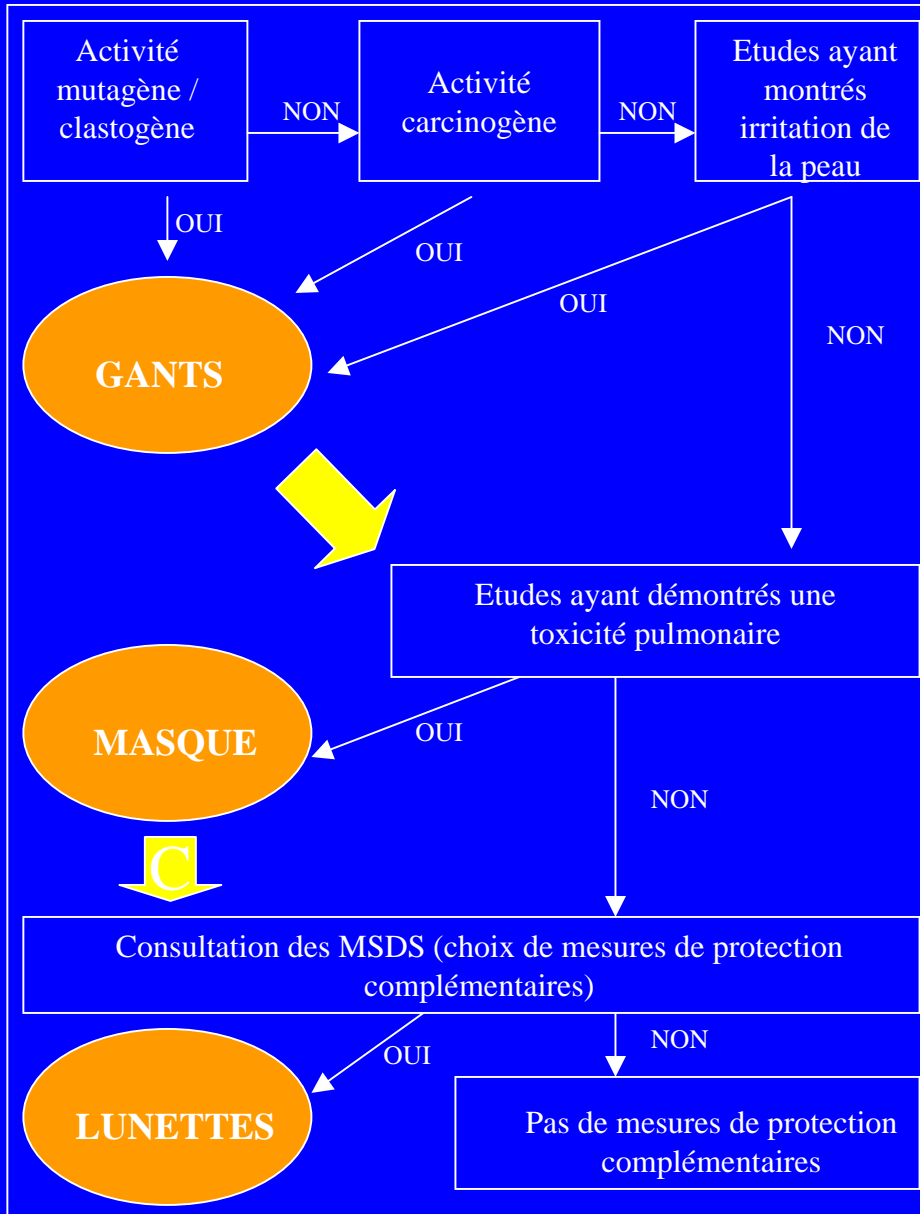 Activité
mutagène /
clastogène
NON
Activité
carcinogène
NON
Etudes ayant
montrés
irritation de
la peau
OUI
OUI
OUI
NON
GANTS
Etudes ayant démontrés une
toxicité pulmonaire
OUI
MASQUE
NON
C
Consultation des MSDS (choix de mesures de protection
complémentaires)
OUI
NON
LUNETTES
Pas de mesures de protection
complémentaires